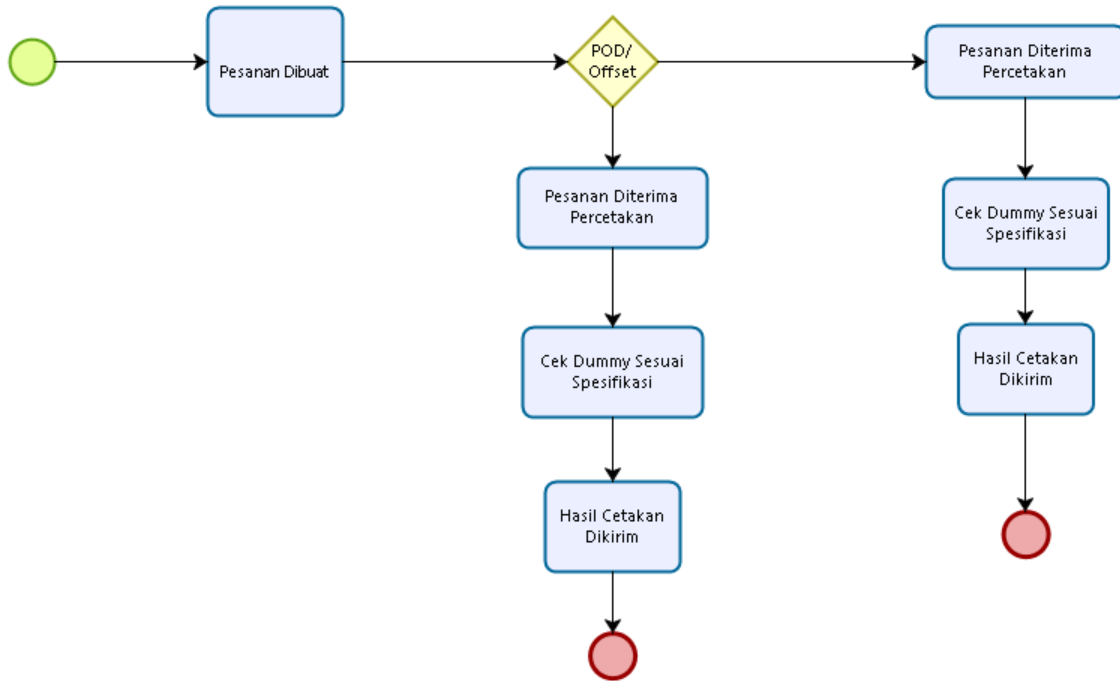 Pesanan Dibuat
POD/
Offset
Pesanan Diterima
Percetakan
Cek Dummy Sesuai
Spesifikasi
Hasil Cetakan
Dikirim
Pesanan Diterima
Percetakan
Cek Dummy Sesuai
Spesifikasi
Hasil Cetakan
Dikirim